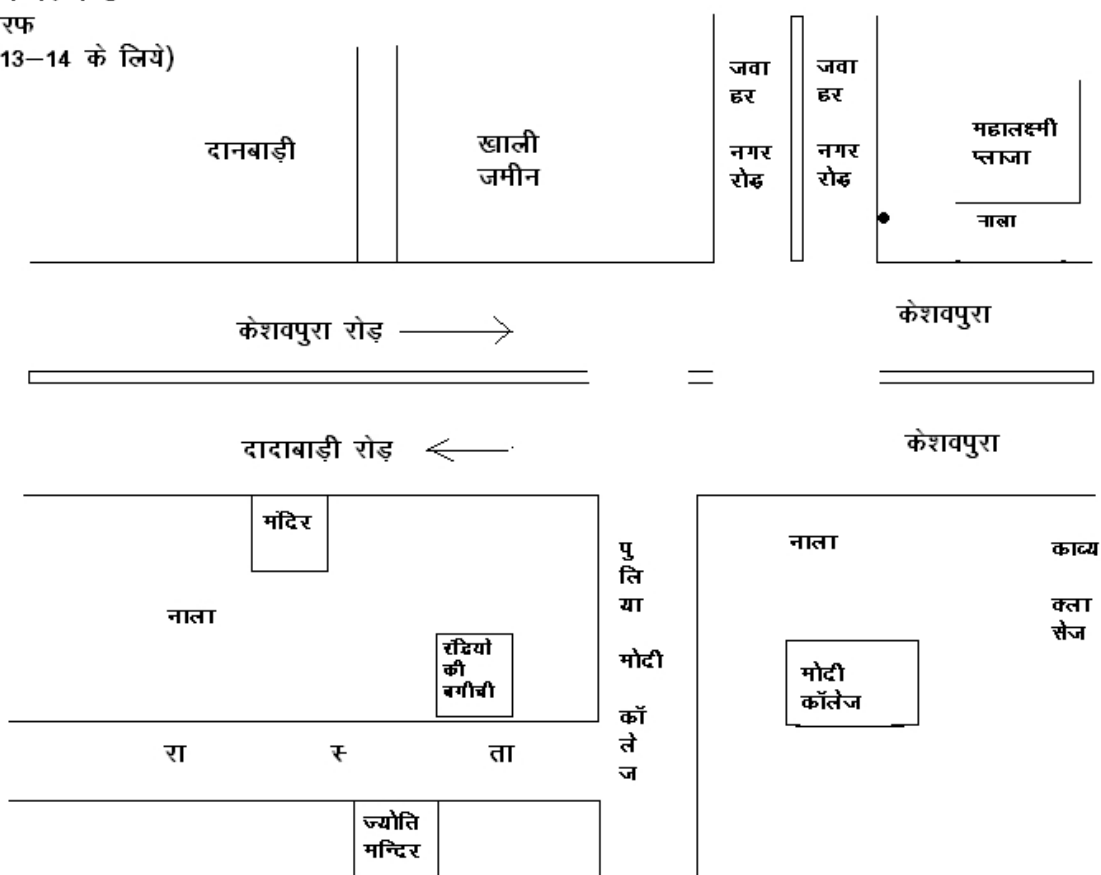 रफ
13–14 के लिये)
दानबाड़ी
खाली
जमीन
जवा
हर
नगर
रोड़
जवा
हर
नगर
रोड़
महालक्ष्मी
प्लाजा
नाला
केशवपुरा रोड़
केशवपुरा
दादाबाड़ी रोड़
केशवपुरा
मंदिर
नाला
रंडियो
की
बगीची
पु
लि
या
मोदी
कॉ
ले
ज
नाला
काव्य
क्ला
सेज
मोदी
कॉलेज
रा स् ता
ज्योति
मन्दिर